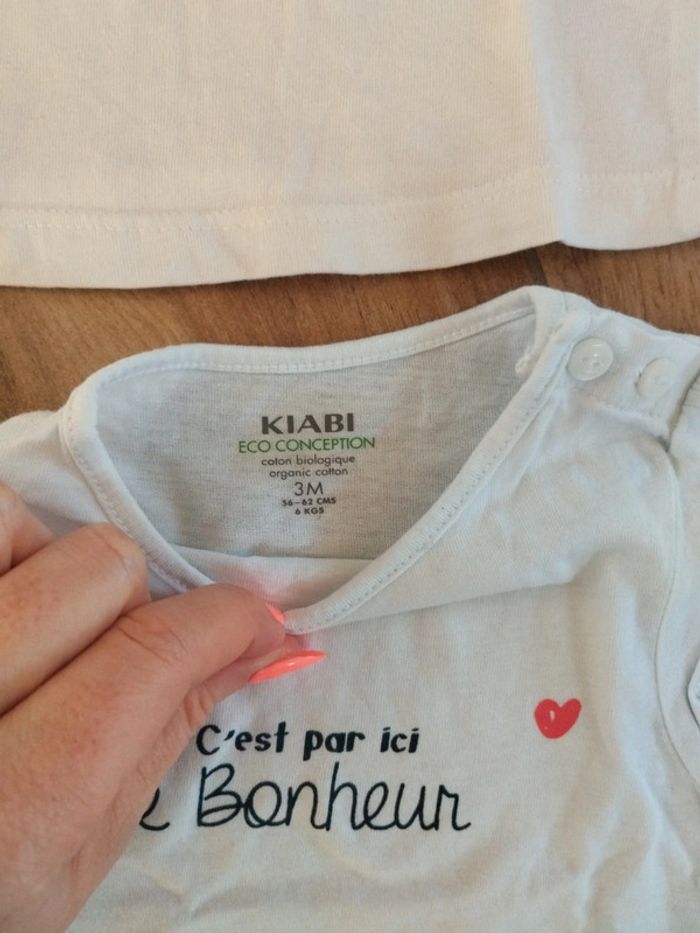 KIABI
ECO CONCEPTION
coton biologique
organic cotton
3M
56-62 CMS
6 KGS
C'est par ici
Bonheur